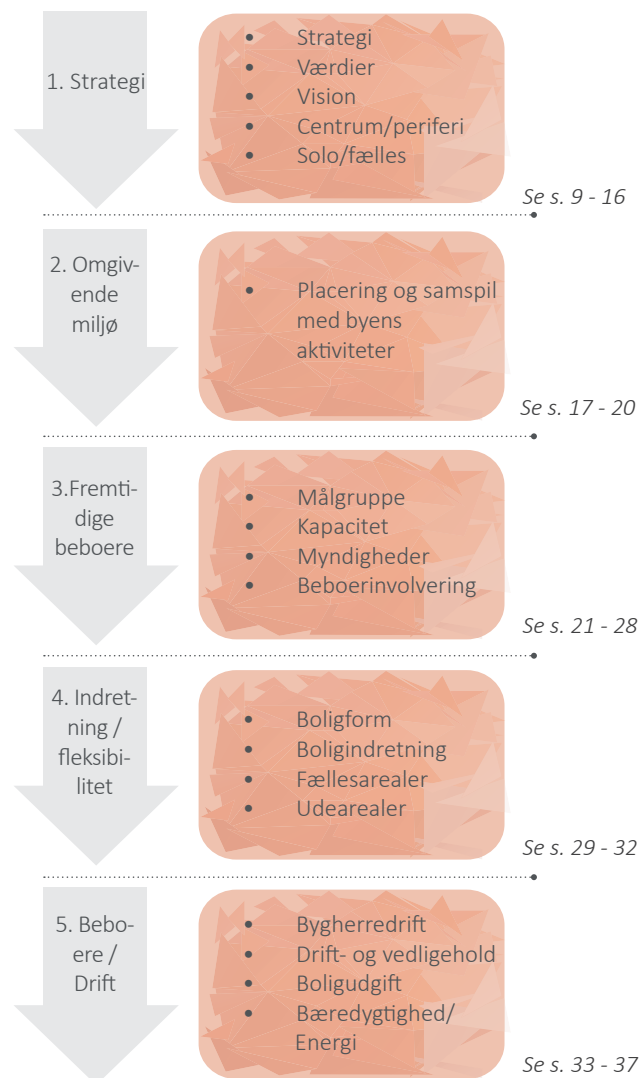 1. Strategi
• Strategi
• Værdier
• Vision
• Centrum/periferi
• Solo/fælles
Se s. 9 - 16
2. Omgiv-
ende
miljø
• Placering og samspil
med byens
aktiviteter
Se s. 17 - 20
3.Fremti-
dige
beboere
• Målgruppe
• Kapacitet
• Myndigheder
• Beboerinvolvering
Se s. 21 - 28
4. Indret-
ning /
fleksibi-
litet
• Boligform
• Boligindretning
• Fællesarealer
• Udearealer
Se s. 29 - 32
5. Bebo-
ere /
Drift
• Bygherredrift
• Drift- og vedligehold
• Boligudgift
• Bæredygtighed/
Energi
Se s. 33 - 37